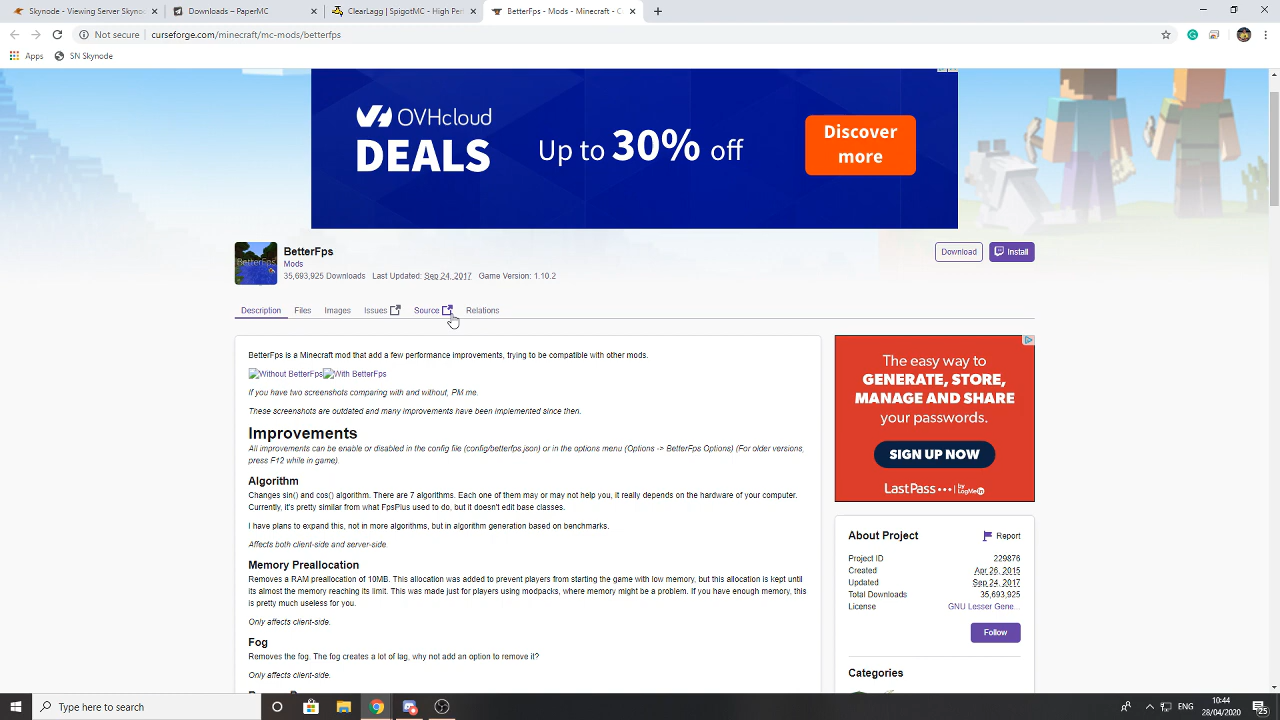 Skynode - Viewing Server Skynod
Downloads - PaperMC
ClearLagg | SpigotMC - High Per
BetterFps - Mods - Minecraft - C
Not secure
curseforge.com/minecraft/mc-mods/betterfps
Apps
SN Skynode
OVHcloud
DEALS
Up to 30% off
Discover
more
BetterFps
BetterFps
Mods
35,693,925 Downloads Last Updated: Sep 24, 2017 Game Version: 1.10.2
Download
Install
Description Files Images Issues Source Relations
BetterFps is a Minecraft mod that add a few performance improvements, trying to be compatible with other mods.
Without BetterFps With BetterFps
If you have two screenshots comparing with and without, PM me.
These screenshots are outdated and many improvements have been implemented since then.
Improvements
All improvements can be enable or disabled in the config file (config/betterfps.json) or in the options menu (Options -> BetterFps Options) (For older versions,
press F12 while in game).
Algorithm
Changes sin() and cos() algorithm. There are 7 algorithms. Each one of them may or may not help you, it really depends on the hardware of your computer.
Currently, it's pretty similar from what FpsPlus used to do, but it doesn't edit base classes.
I have plans to expand this, not in more algorithms, but in algorithm generation based on benchmarks.
Affects both client-side and server-side.
Memory Preallocation
Removes a RAM preallocation of 10MB. This allocation was added to prevent players from starting the game with low memory, but this allocation is kept until
its almost the memory reaching its limit. This was made just for players using modpacks, where memory might be a problem. If you have enough memory, this
is pretty much useless for you.
Only affects client-side.
Fog
Removes the fog. The fog creates a lot of lag, why not add an option to remove it?
Only affects client-side.
The easy way to
GENERATE, STORE,
MANAGE AND SHARE
your passwords.
SIGN UP NOW
LastPass •••| by LogMe in
About Project
Report
Project ID 229876
Created Apr 26, 2015
Updated Sep 24, 2017
Total Downloads 35,693,925
License GNU Lesser Gene...
Follow
Categories
Type here to search
ENG
10:44
28/04/2020
25